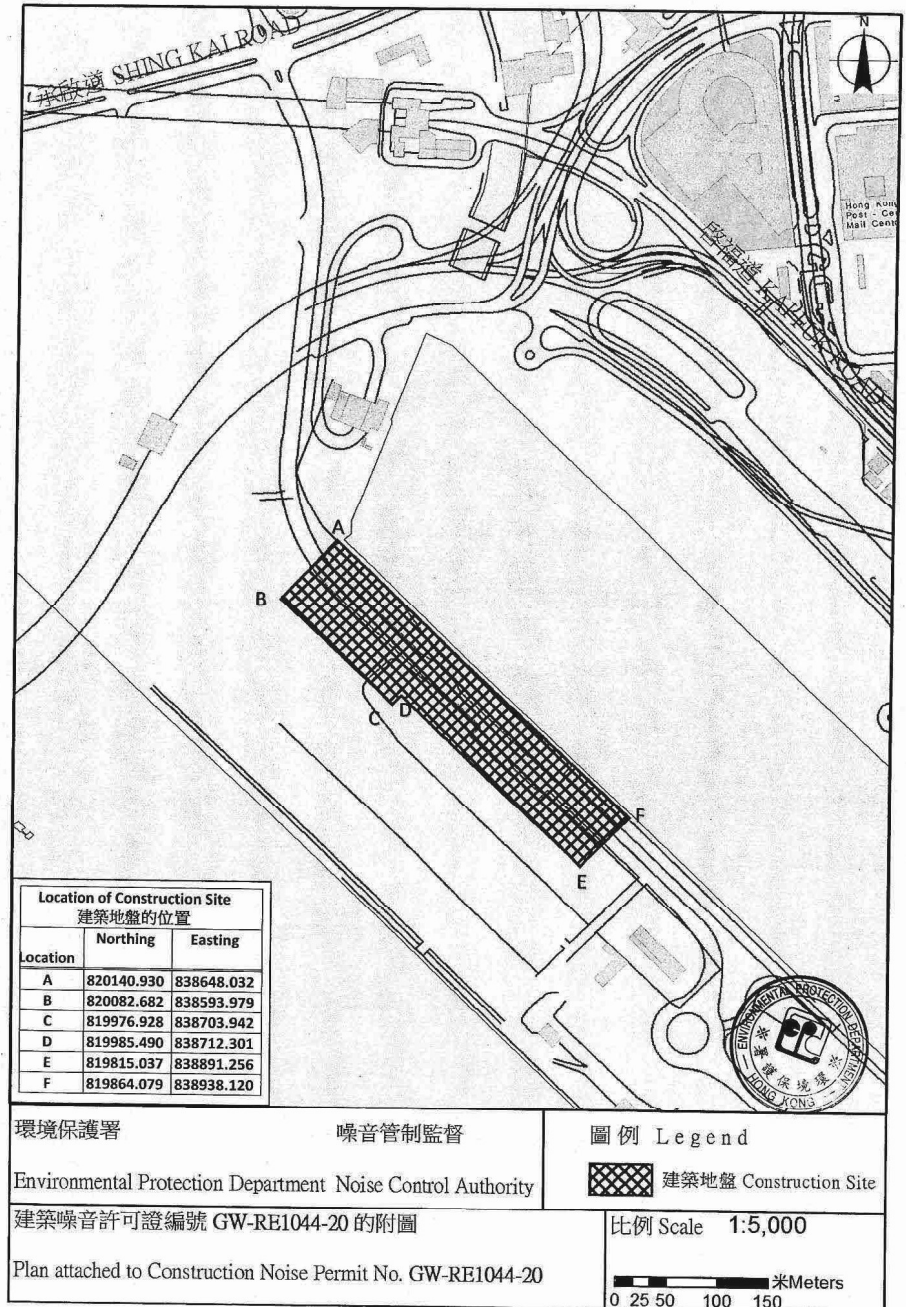 N
承啟道 SHING KAI ROAD
Hong Kong
Post - Ce
Mail Cent
啓福道 KAI FUK ROAD
A
B
C
D
F
E
Location of Construction Site
建築地盤的位置
Location Northing Easting
A 820140.930 838648.032
B 820082.682 838593.979
C 819976.928 838703.942
D 819985.490 838712.301
E 819815.037 838891.256
F 819864.079 838938.120
ENVIRONMENTAL PROTECTION DEPARTMENT
HONG KONG
署護保境環
環境保護署 噪音管制監督
Environmental Protection Department Noise Control Authority
圖例 Legend
建築地盤 Construction Site
建築噪音許可證編號 GW-RE1044-20 的附圖
Plan attached to Construction Noise Permit No. GW-RE1044-20
比例 Scale 1:5,000
米Meters
0 25 50 100 150